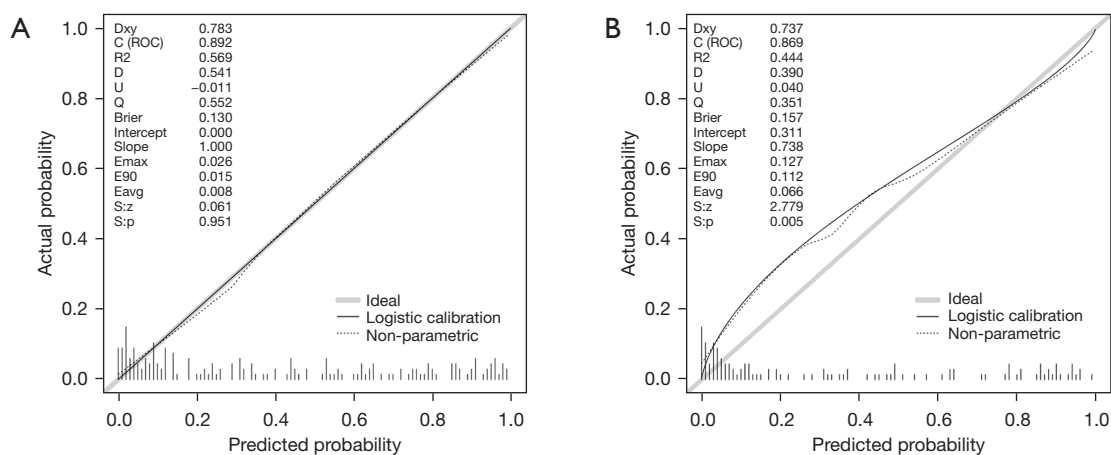 A
Dxy 0.783
C (ROC) 0.892
R2 0.569
D 0.541
U −0.011
Q 0.552
Brier 0.130
Intercept 0.000
Slope 1.000
Emax 0.026
E90 0.015
Eavg 0.008
S:z 0.061
S:p 0.951
1.0
0.8
0.6
0.4
0.2
0.0
Actual probability
Ideal
Logistic calibration
Non-parametric
0.0 0.2 0.4 0.6 0.8 1.0
Predicted probability
B
Dxy 0.737
C (ROC) 0.869
R2 0.444
D 0.390
U 0.040
Q 0.351
Brier 0.157
Intercept 0.311
Slope 0.738
Emax 0.127
E90 0.112
Eavg 0.066
S:z 2.779
S:p 0.005
1.0
0.8
0.6
0.4
0.2
0.0
Actual probability
Ideal
Logistic calibration
Non-parametric
0.0 0.2 0.4 0.6 0.8 1.0
Predicted probability